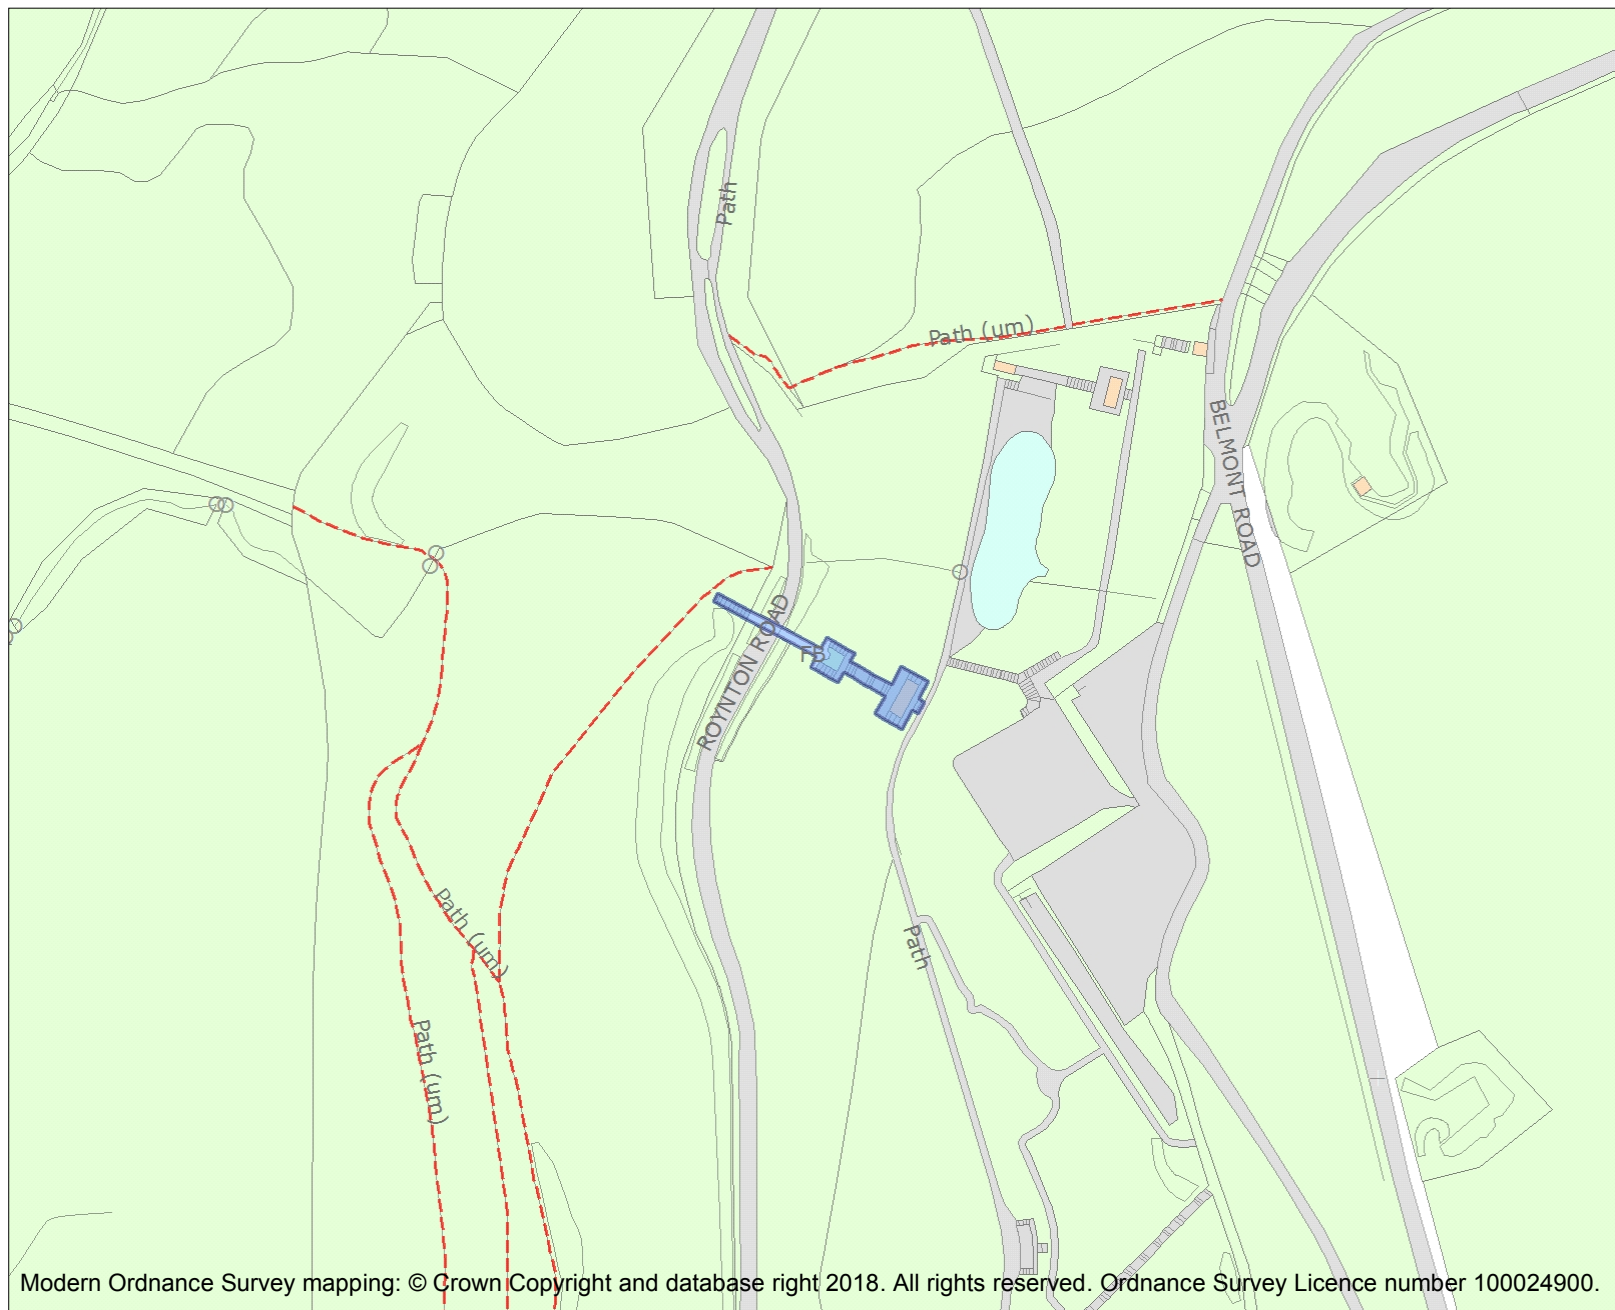 Path
Path (um)
BELMONT ROAD
ROYNTON ROAD
FB
Path (um)
Path
Path (um)
Modern Ordnance Survey mapping: © Crown Copyright and database right 2018. All rights reserved. Ordnance Survey Licence number 100024900.